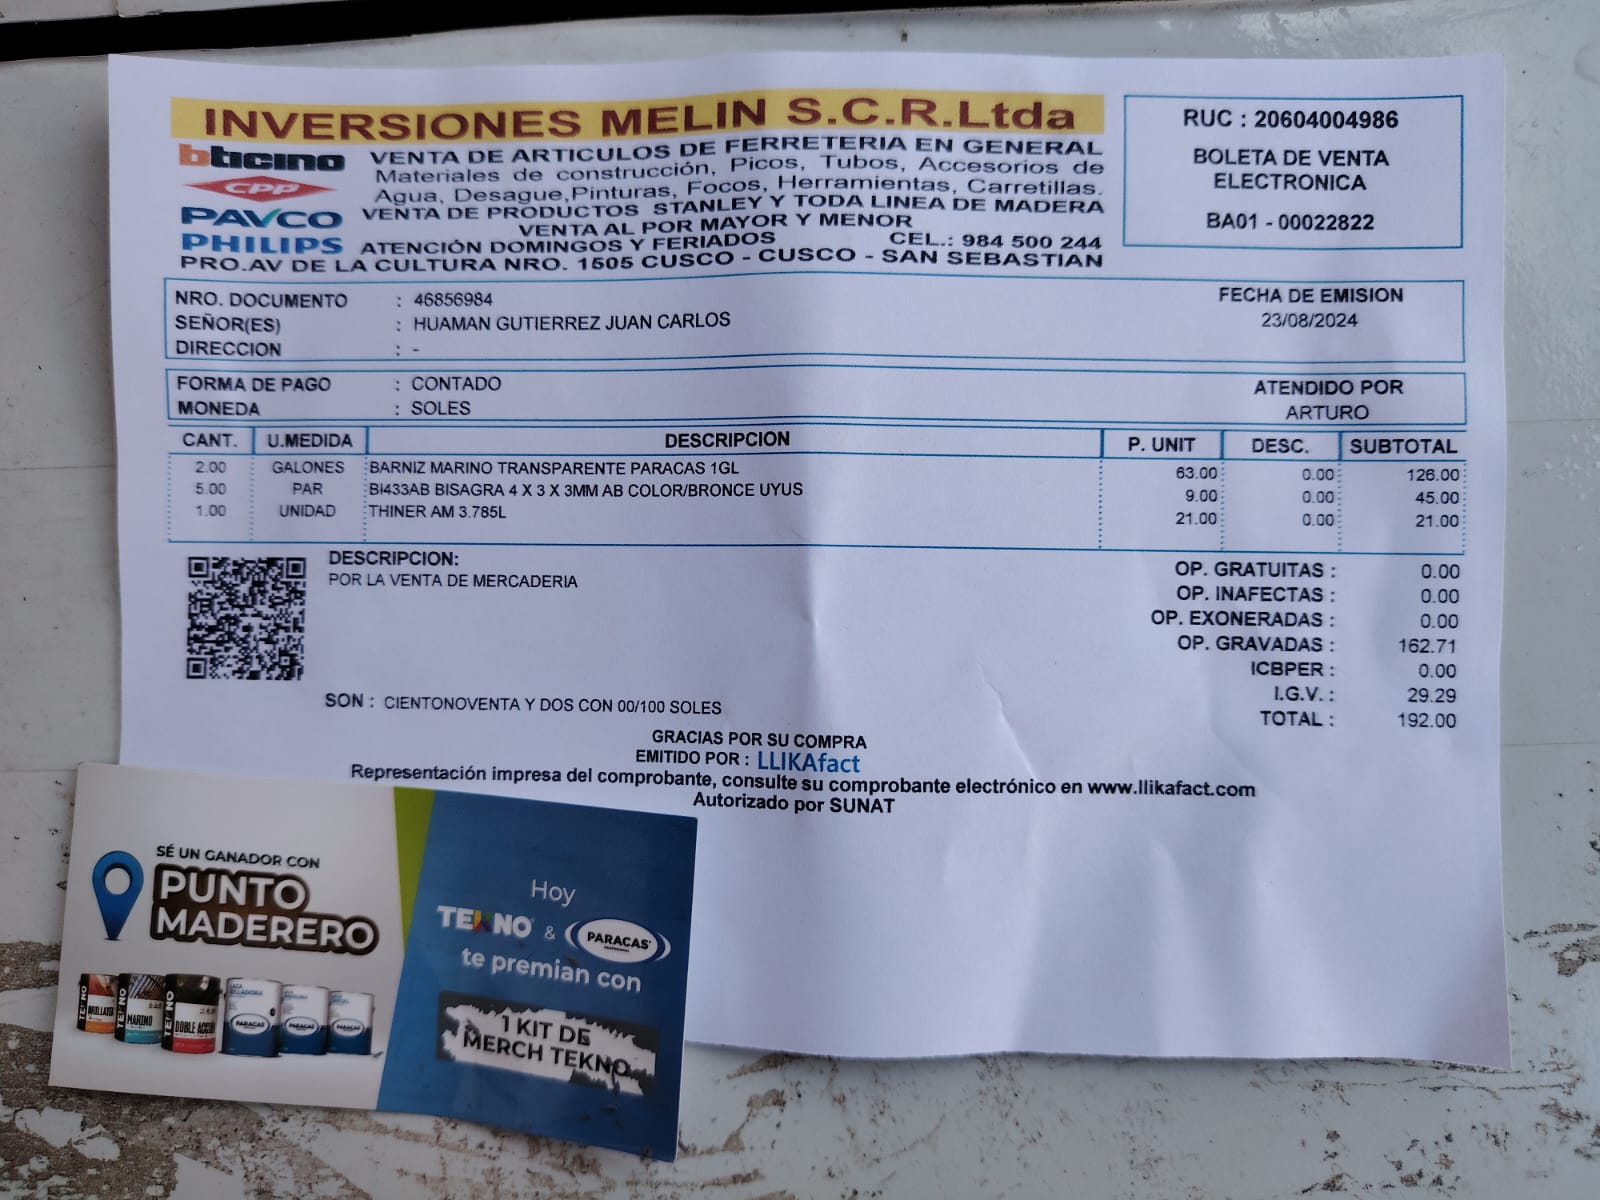 INVERSIONES MELIN S.C.R.Ltda
bticino
CPP
PAVCO
PHILIPS
VENTA DE ARTICULOS DE FERRETERIA EN GENERAL
Materiales de construcción, Picos, Tubos, Accesorios de
Agua, Desague,Pinturas, Focos, Herramientas, Carretillas.
VENTA DE PRODUCTOS STANLEY Y TODA LINEA DE MADERA
VENTA AL POR MAYOR Y MENOR
ATENCIÓN DOMINGOS Y FERIADOS CEL.: 984 500 244
PRO.AV DE LA CULTURA NRO. 1505 CUSCO - CUSCO - SAN SEBASTIAN
RUC : 20604004986
BOLETA DE VENTA
ELECTRONICA
BA01 - 00022822
NRO. DOCUMENTO : 46856984
SEÑOR(ES) : HUAMAN GUTIERREZ JUAN CARLOS
DIRECCION : -
FECHA DE EMISION
23/08/2024
FORMA DE PAGO : CONTADO
MONEDA : SOLES
ATENDIDO POR
ARTURO
CANT. U.MEDIDA DESCRIPCION P. UNIT DESC. SUBTOTAL
2.00 GALONES BARNIZ MARINO TRANSPARENTE PARACAS 1GL 63.00 0.00 126.00
5.00 PAR BI433AB BISAGRA 4 X 3 X 3MM AB COLOR/BRONCE UYUS 9.00 0.00 45.00
1.00 UNIDAD THINER AM 3.785L 21.00 0.00 21.00
DESCRIPCION:
POR LA VENTA DE MERCADERIA
OP. GRATUITAS : 0.00
OP. INAFECTAS : 0.00
OP. EXONERADAS : 0.00
OP. GRAVADAS : 162.71
ICBPER : 0.00
I.G.V. : 29.29
TOTAL : 192.00
SON : CIENTONOVENTA Y DOS CON 00/100 SOLES
GRACIAS POR SU COMPRA
EMITIDO POR : LLIKAfact
Representación impresa del comprobante, consulte su comprobante electrónico en www.llikafact.com
Autorizado por SUNAT
SÉ UN GANADOR CON
PUNTO
MADERERO
TEKNO
TEKNO
MARINO
TEKNO
PARACAS
PARACAS
PARACAS
Hoy
TEKNO & PARACAS
te premian con
1 KIT DE
MERCH TEKNO